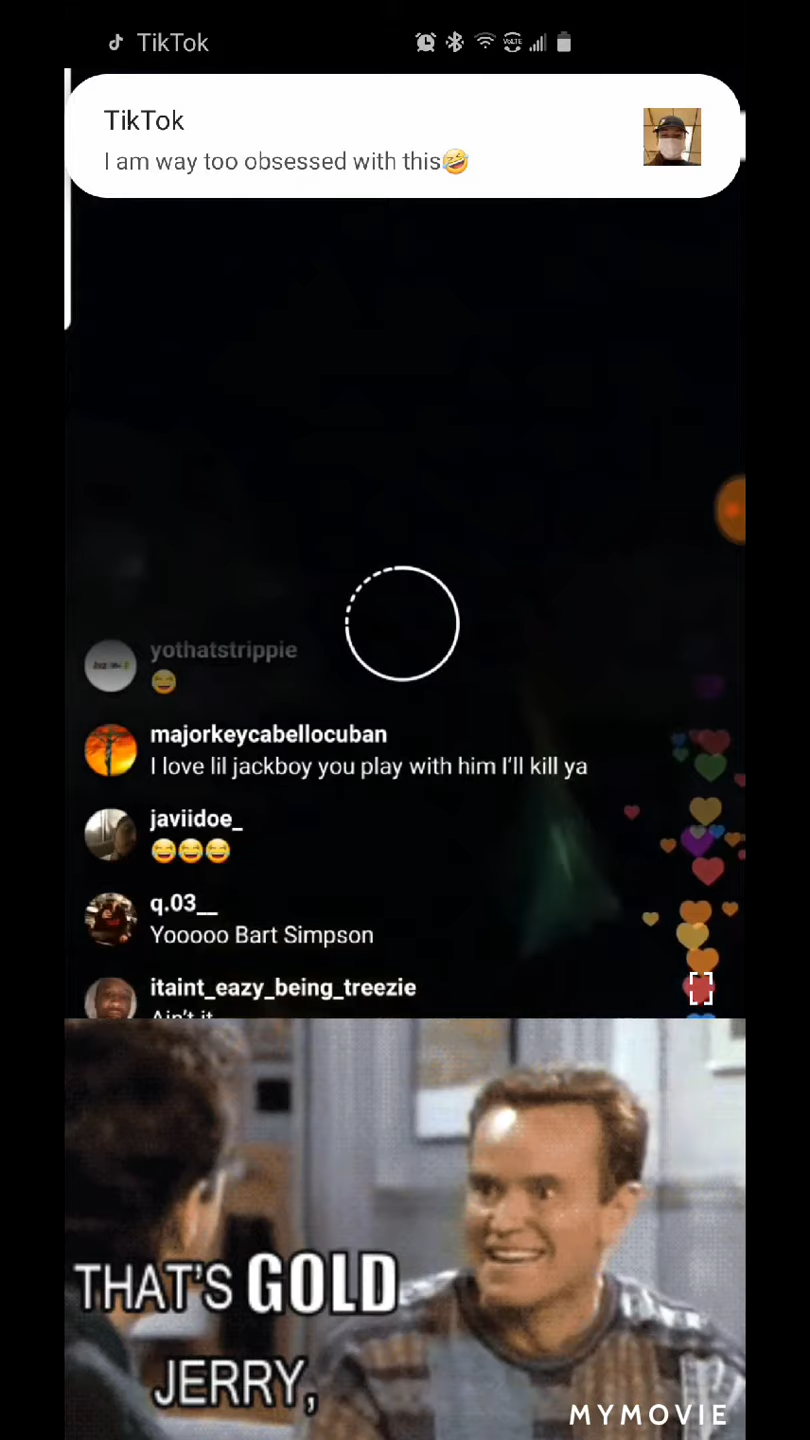 TikTok
TikTok
I am way too obsessed with this🤣
yothatstrippie
😅
majorkeycabellocuban
I love lil jackboy you play with him I'll kill ya
javiidoe_
😂😂😂
q.03__
Yooooo Bart Simpson
itaint_eazy_being_treezie
Ain't it
THAT'S GOLD
JERRY,
MYMOVIE